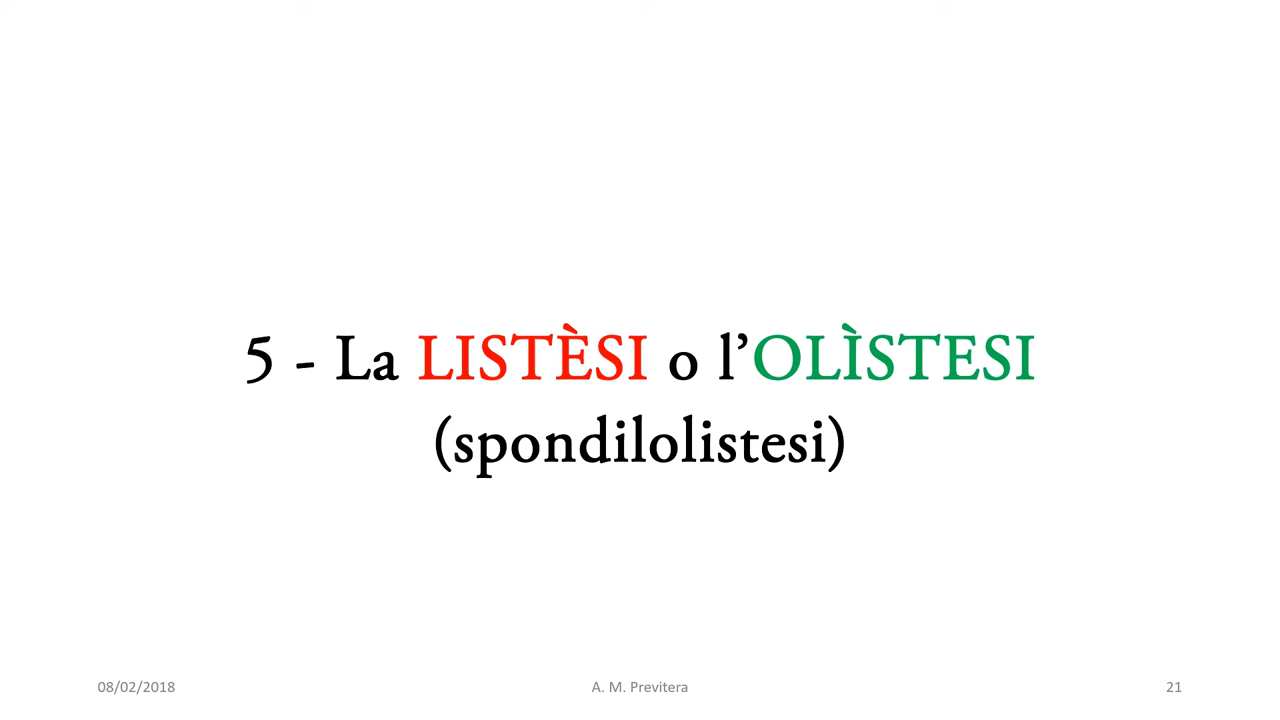 5 - La LISTÈSI o l’OLÌSTESI
(spondilolistesi)
08/02/2018
A. M. Previtera
21